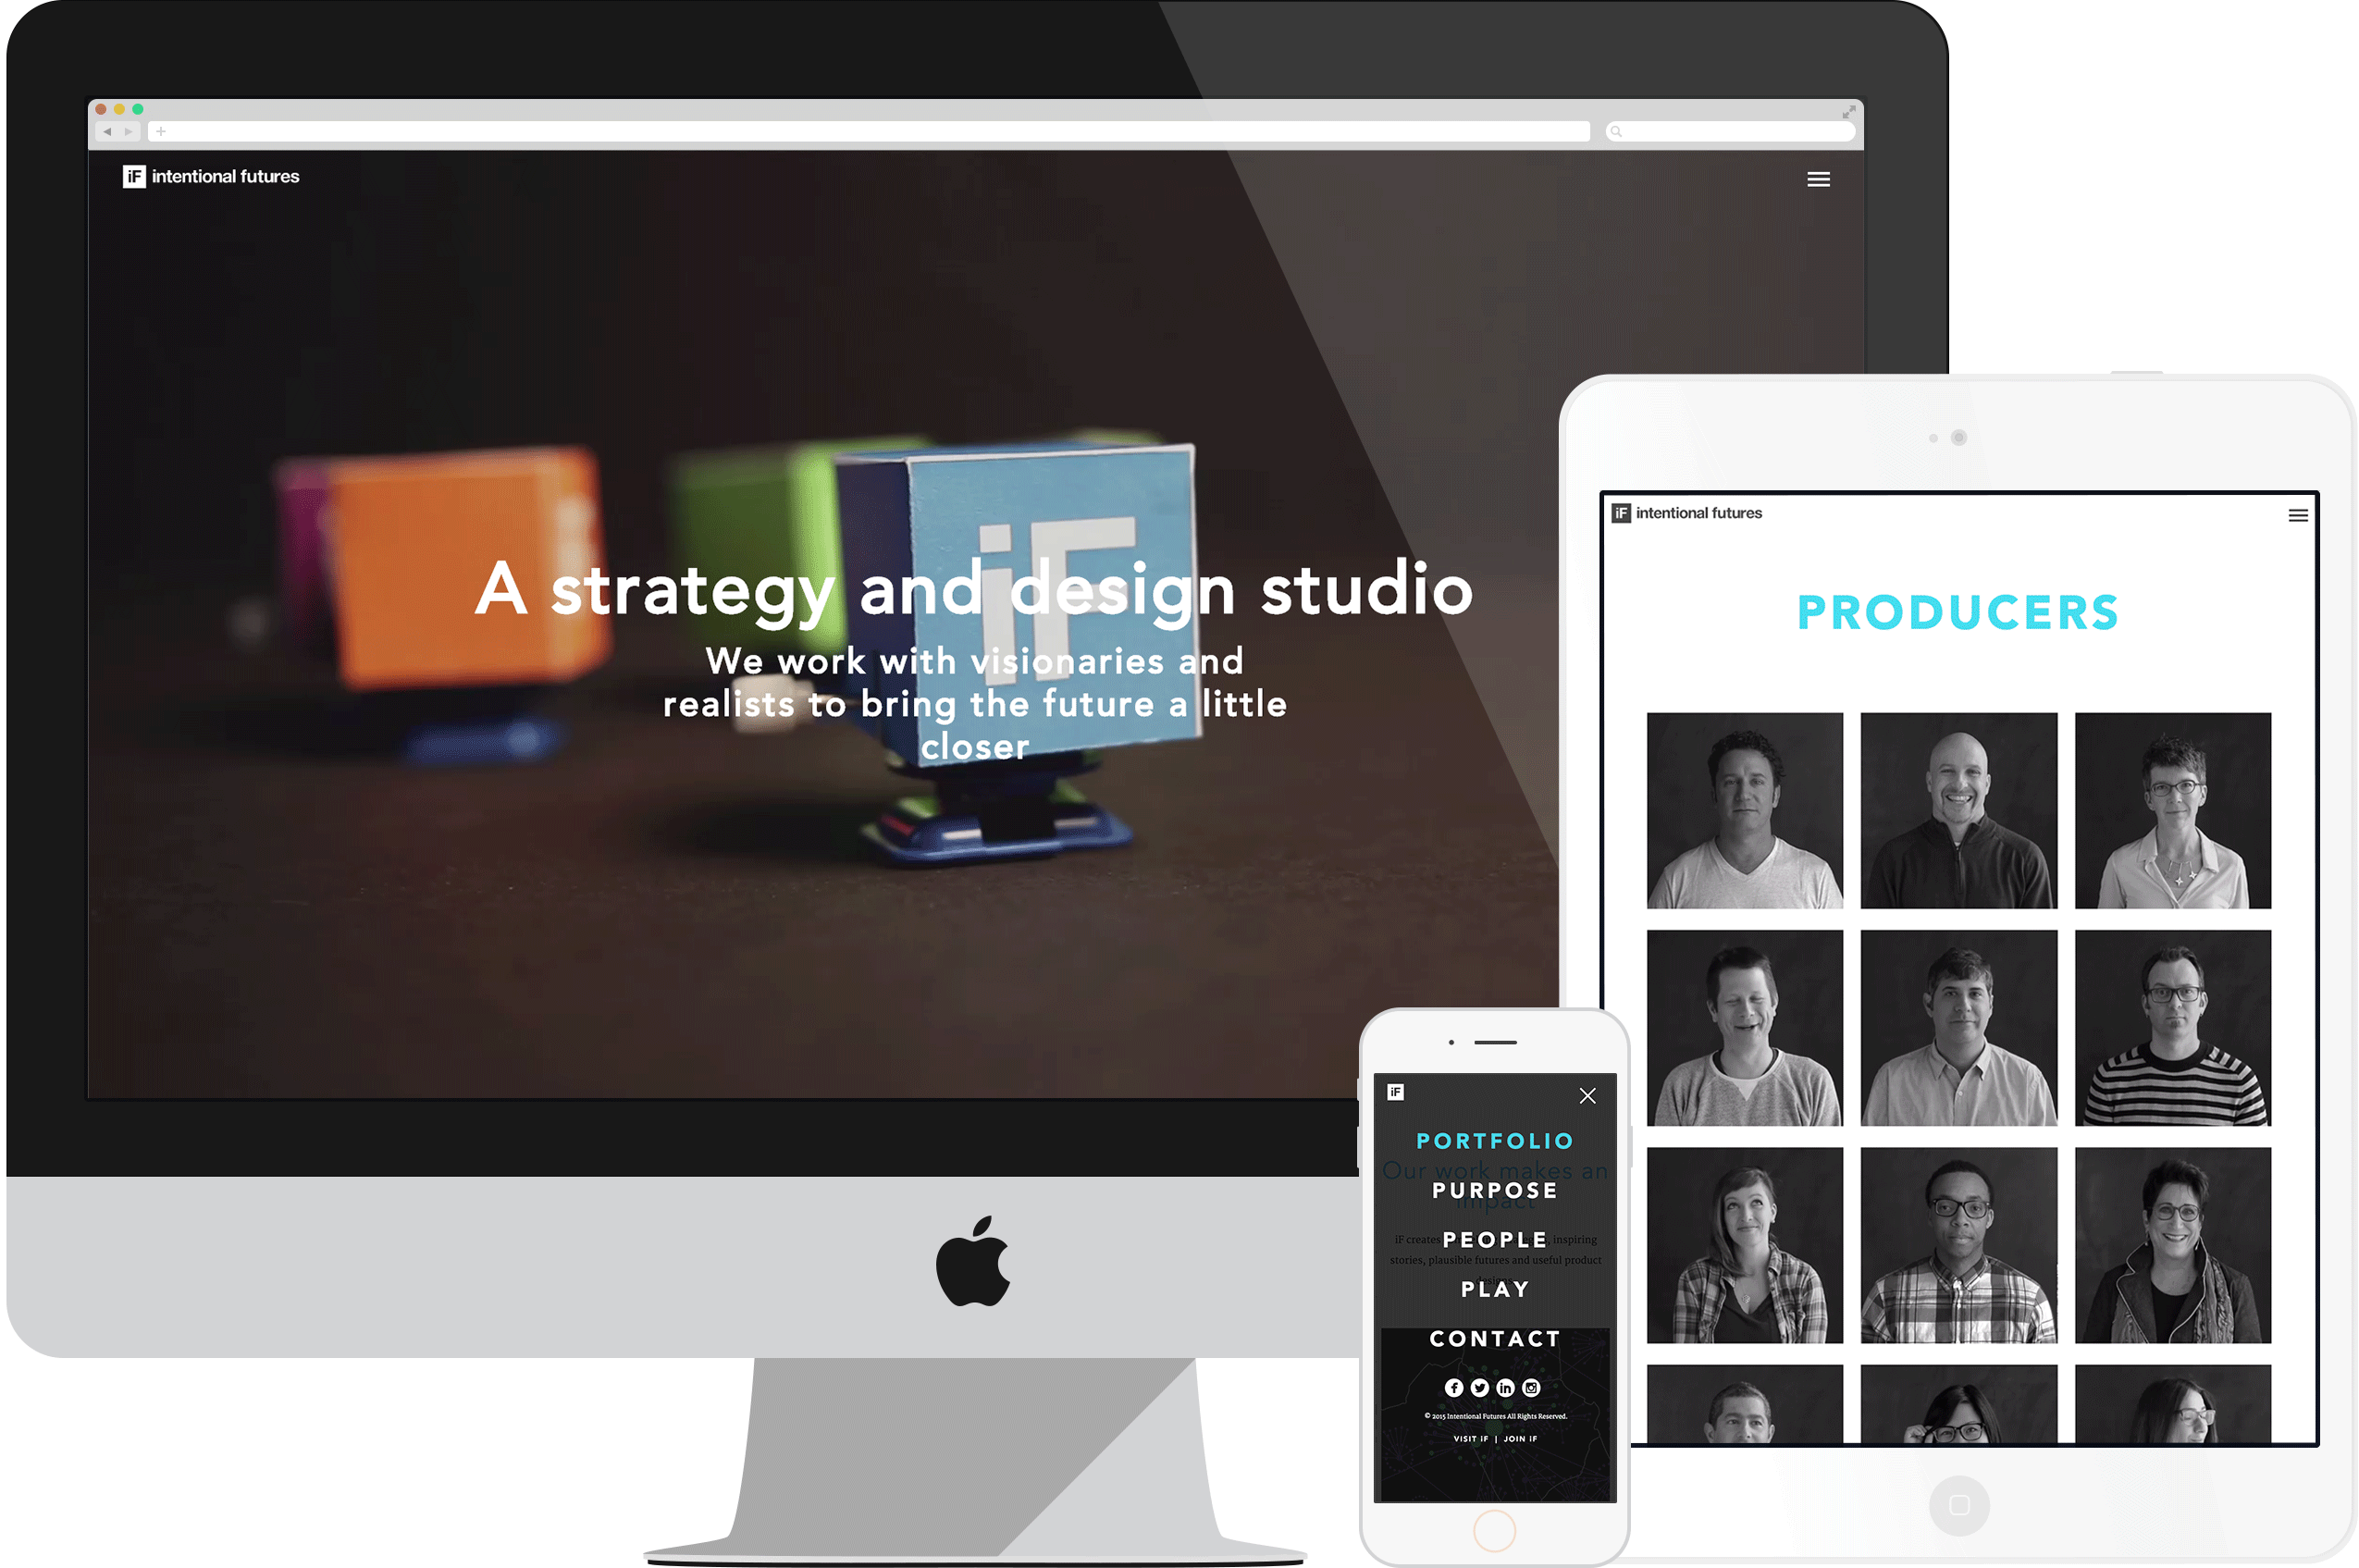 iF intentional futures
iF
A strategy and design studio
We work with visionaries and
realists to bring the future a little
closer
iF intentional futures
PRODUCERS
iF
PORTFOLIO
Our work makes an
PURPOSE
impact
PEOPLE
iF creates inspiring
stories, plausible futures and useful product
designs
PLAY
CONTACT
f in
© 2015 Intentional Futures All Rights Reserved.
VISIT iF | JOIN iF